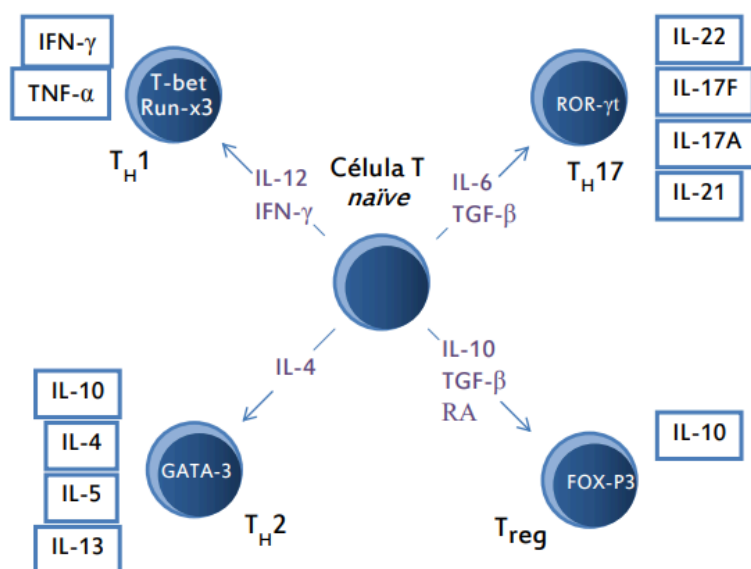 IFN-γ
TNF-α
T-bet
Run-x3
TH1
IL-12
IFN-γ
Célula T
naïve
IL-6
TGF-β
ROR-γt
TH17
IL-22
IL-17F
IL-17A
IL-21
IL-4
IL-10
IL-4
IL-5
IL-13
GATA-3
TH2
IL-10
TGF-β
RA
FOX-P3
Treg
IL-10